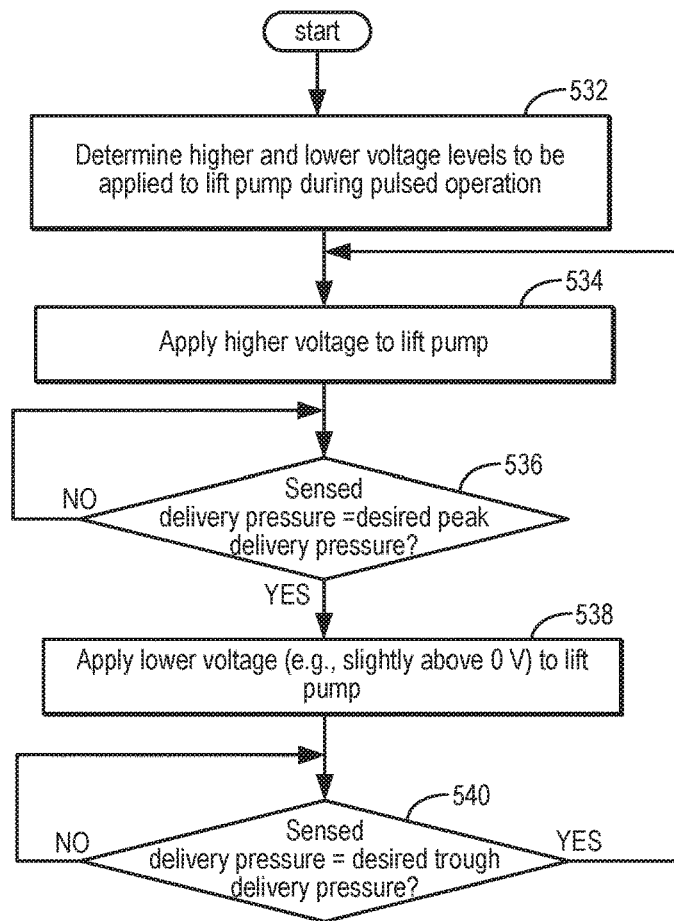 start
532
Determine higher and lower voltage levels to be
applied to lift pump during pulsed operation
534
Apply higher voltage to lift pump
536
Sensed
delivery pressure =desired peak
delivery pressure?
NO
YES
538
Apply lower voltage (e.g., slightly above 0 V) to lift
pump
540
Sensed
delivery pressure = desired trough
delivery pressure?
NO
YES